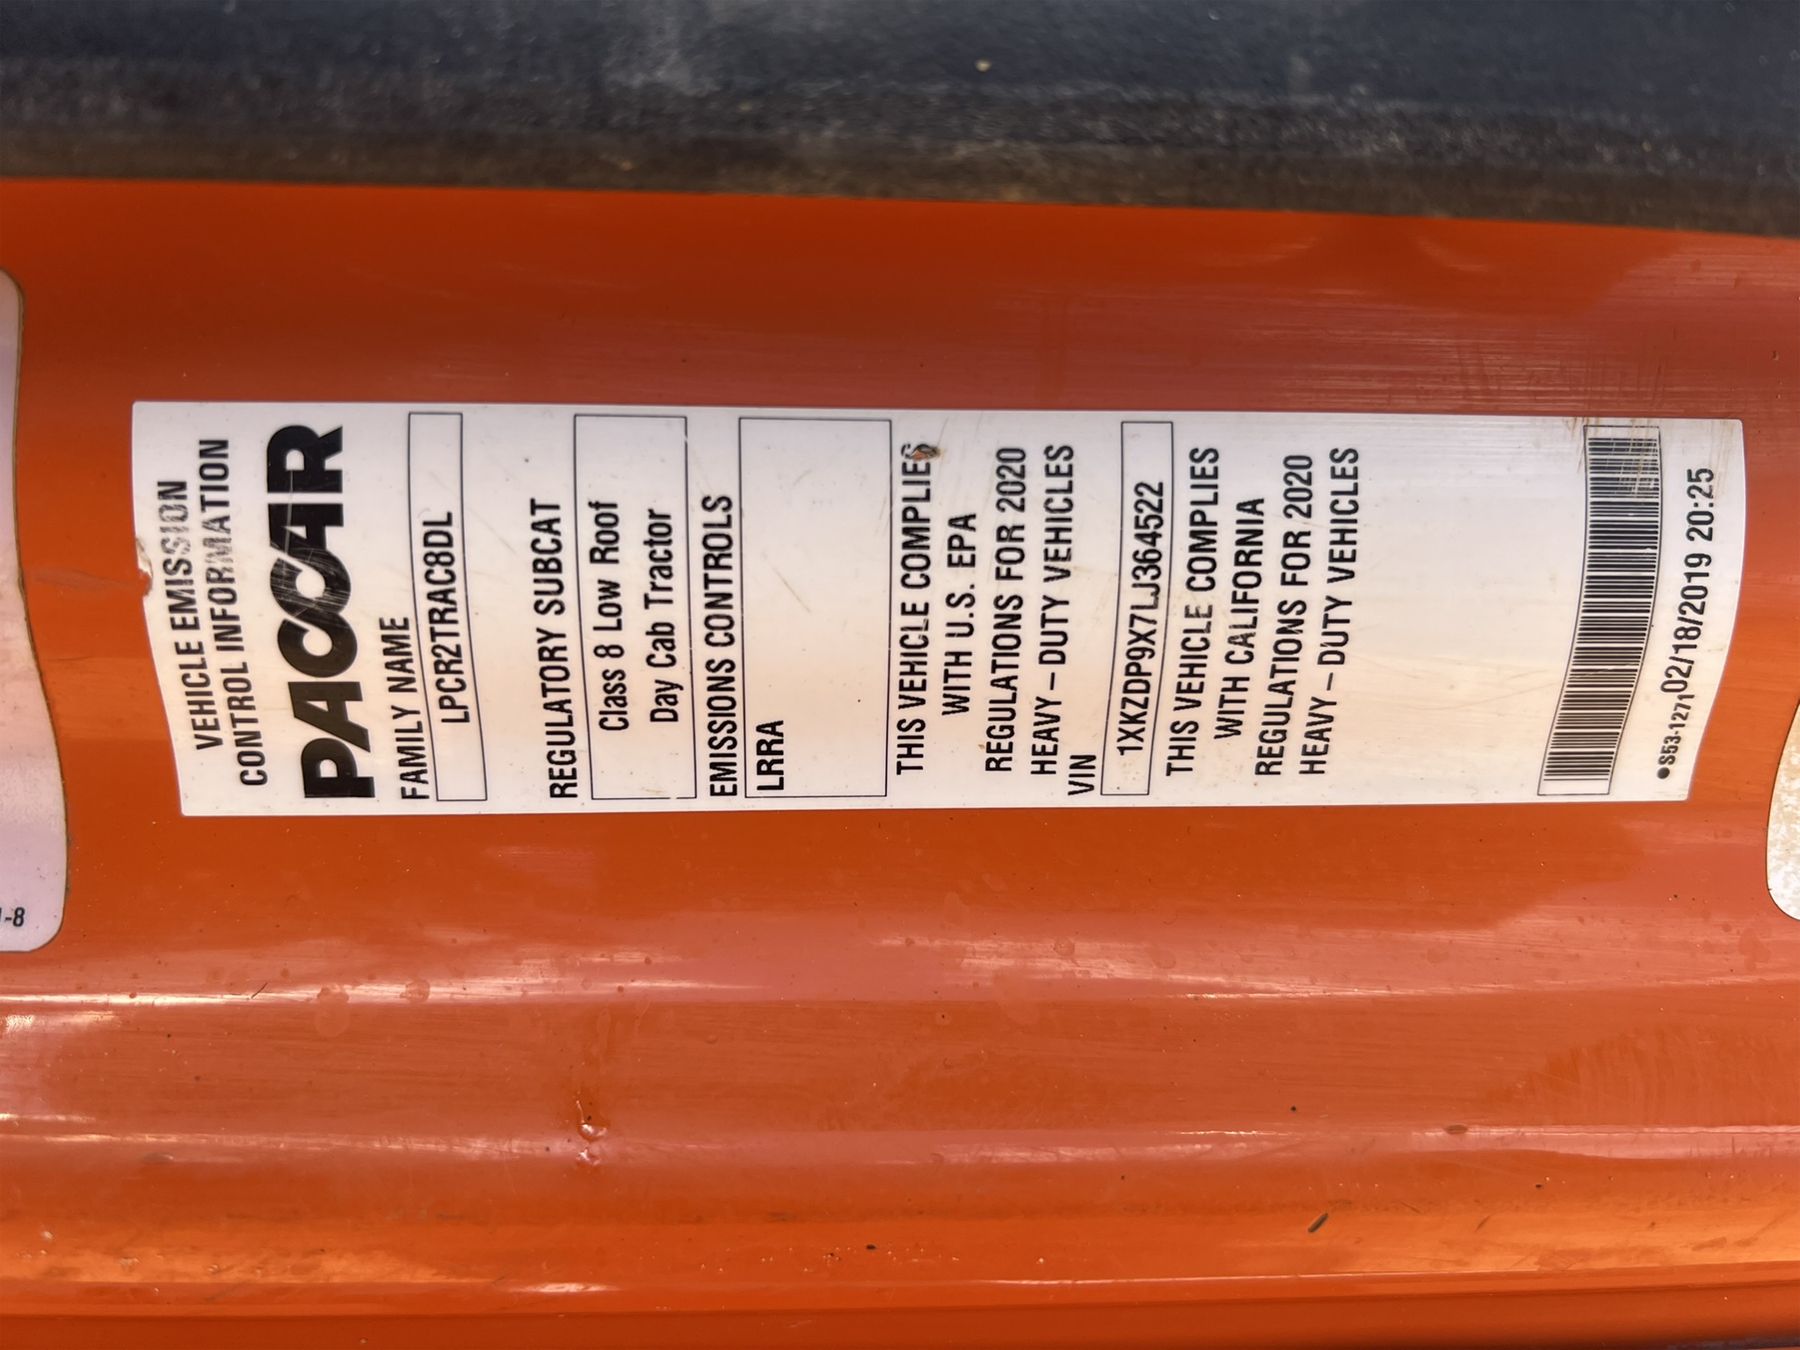 VEHICLE EMISSION
CONTROL INFORMATION
PACCAR
FAMILY NAME
LPCR2TRAC8DL
REGULATORY SUBCAT
Class 8 Low Roof
Day Cab Tractor
EMISSIONS CONTROLS
LRRA
THIS VEHICLE COMPLIES
WITH U.S. EPA
REGULATIONS FOR 2020
HEAVY – DUTY VEHICLES
VIN
1XKZDP9X7LJ364522
THIS VEHICLE COMPLIES
WITH CALIFORNIA
REGULATIONS FOR 2020
HEAVY – DUTY VEHICLES
●S53-1271 02/18/2019 20:25
-8